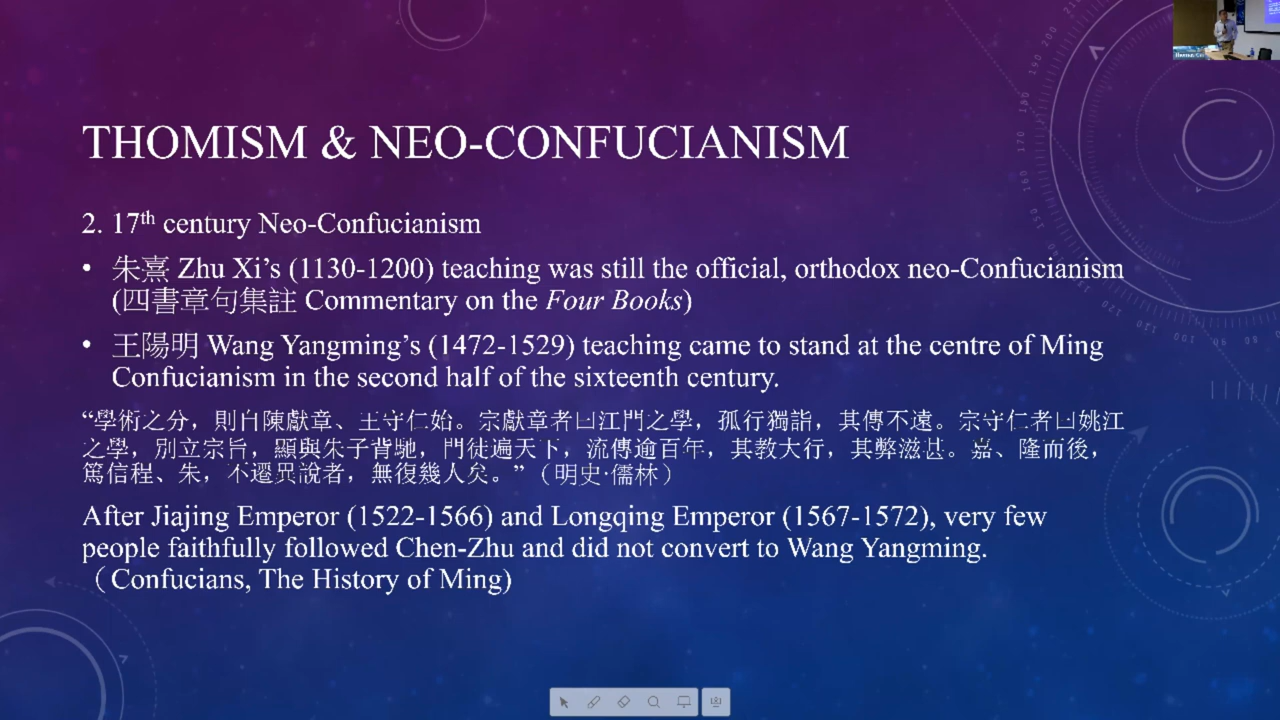 THOMISM & NEO-CONFUCIANISM
2. 17th century Neo-Confucianism
• 朱熹 Zhu Xi's (1130-1200) teaching was still the official, orthodox neo-Confucianism
(四書章句集註 Commentary on the Four Books)
• 王陽明 Wang Yangming's (1472-1529) teaching came to stand at the centre of Ming
Confucianism in the second half of the sixteenth century.
“學術之分，則自陳獻章、王守仁始。宗獻章者曰江門之學，孤行獨詣，其傳不遠。宗守仁者曰姚江
之學，別立宗旨，顯與朱子背馳，門徒遍天下，流傳逾百年，其教大行，其弊滋甚。嘉、隆而後，
篤信程、朱，不遷異說者，無復幾人矣。”（明史·儒林）
After Jiajing Emperor (1522-1566) and Longqing Emperor (1567-1572), very few
people faithfully followed Chen-Zhu and did not convert to Wang Yangming.
（Confucians, The History of Ming)